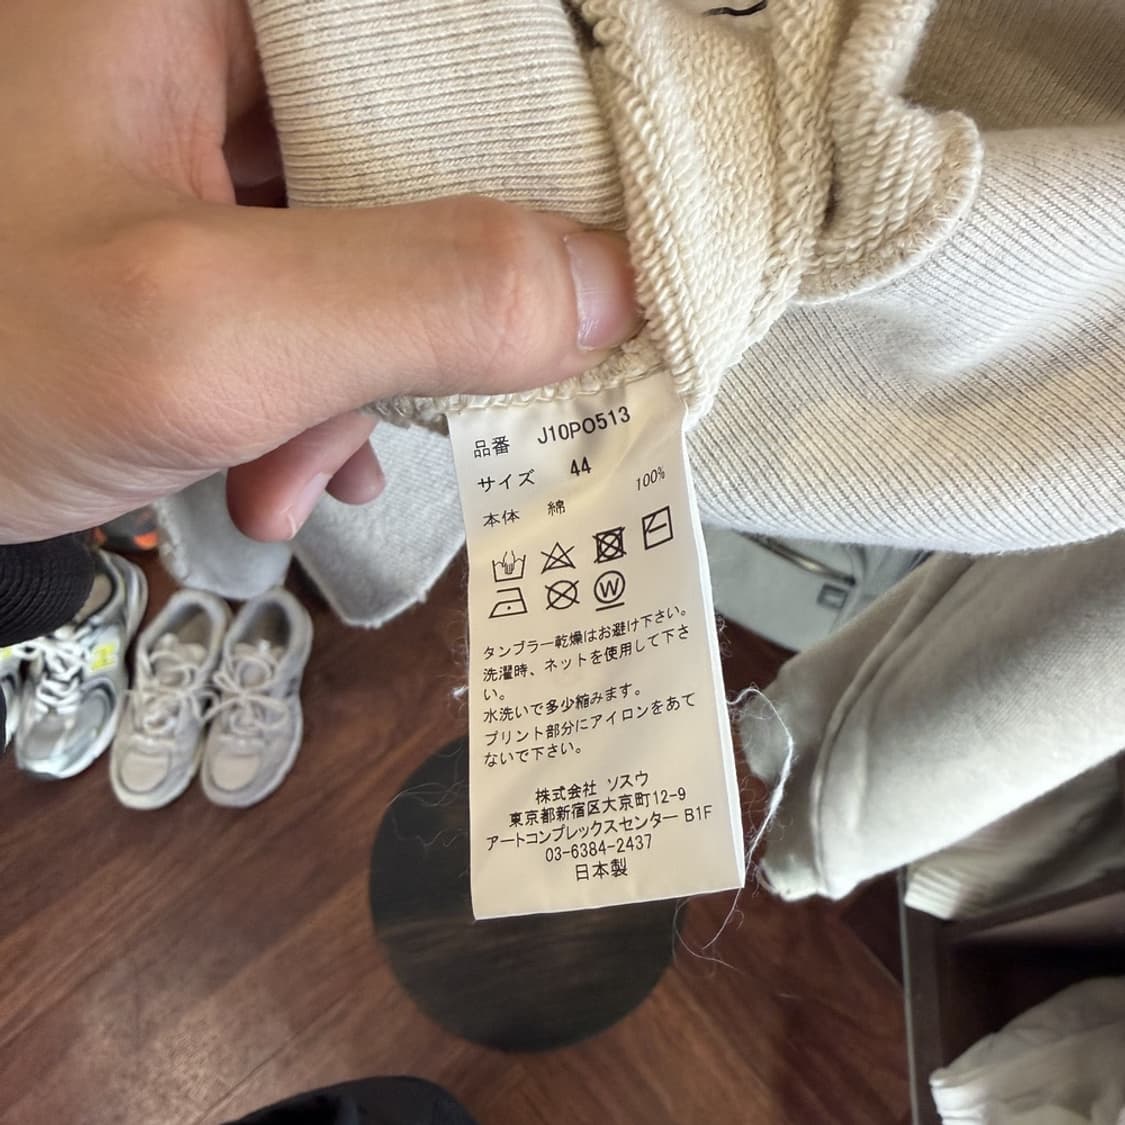 品番 J10PO513
サイズ 44
本体 綿 100%
W
タンブラー乾燥はお避け下さい。
洗濯時、ネットを使用して下さ
い。
水洗いで多少縮みます。
プリント部分にアイロンをあて
ないで下さい。
株式会社 ソスウ
東京都新宿区大京町12-9
アートコンプレックスセンター B1F
03-6384-2437
日本製